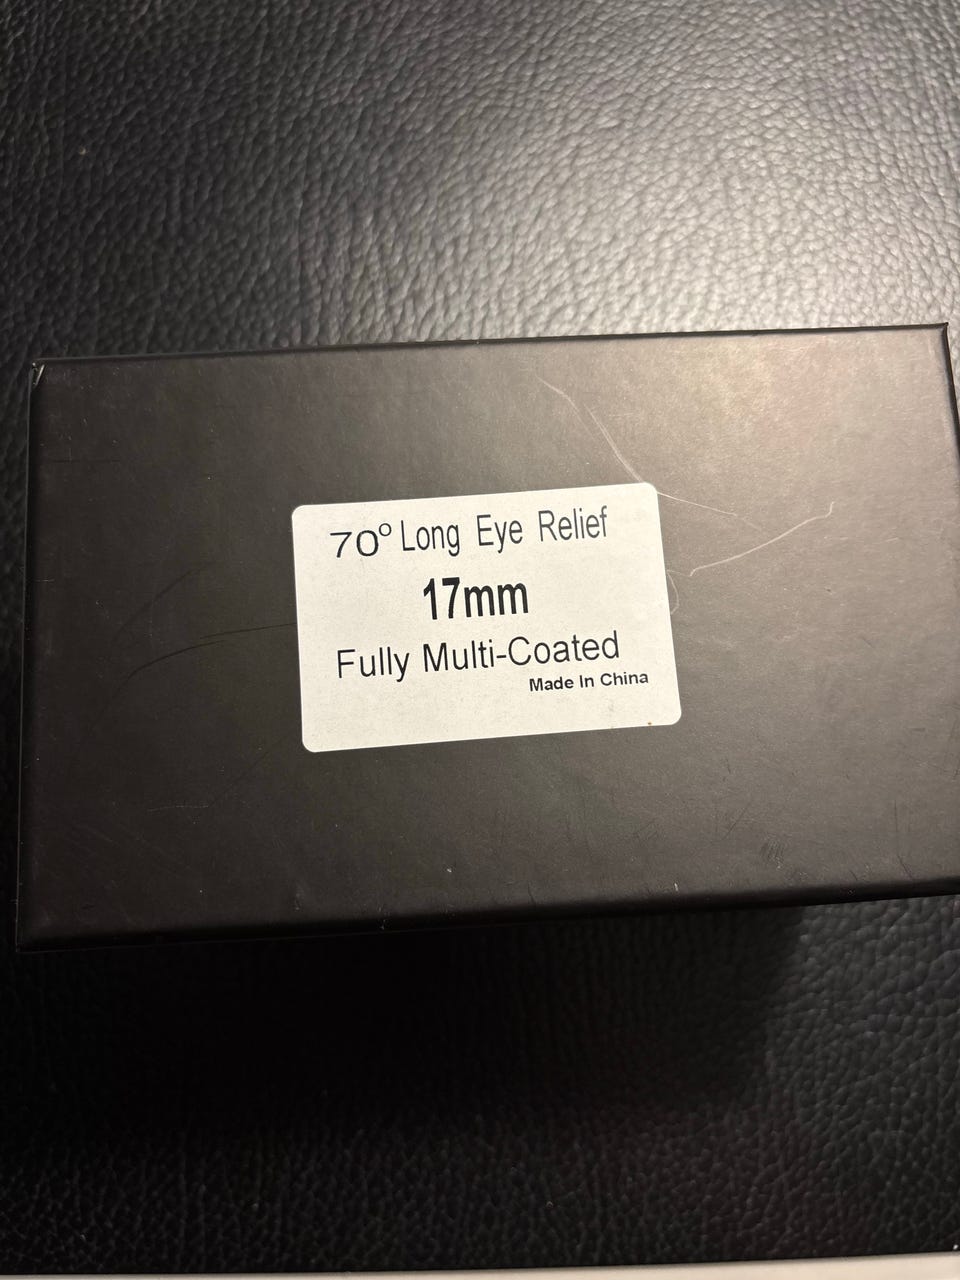 70° Long Eye Relief
17mm
Fully Multi-Coated
Made In China